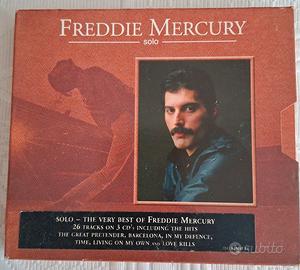 FREDDIE MERCURY
solo
SOLO – THE VERY BEST OF FREDDIE MERCURY
26 TRACKS ON 3 CD'S INCLUDING THE HITS
THE GREAT PRETENDER, BARCELONA, IN MY DEFENCE,
TIME, LIVING ON MY OWN AND LOVE KILLS
subito